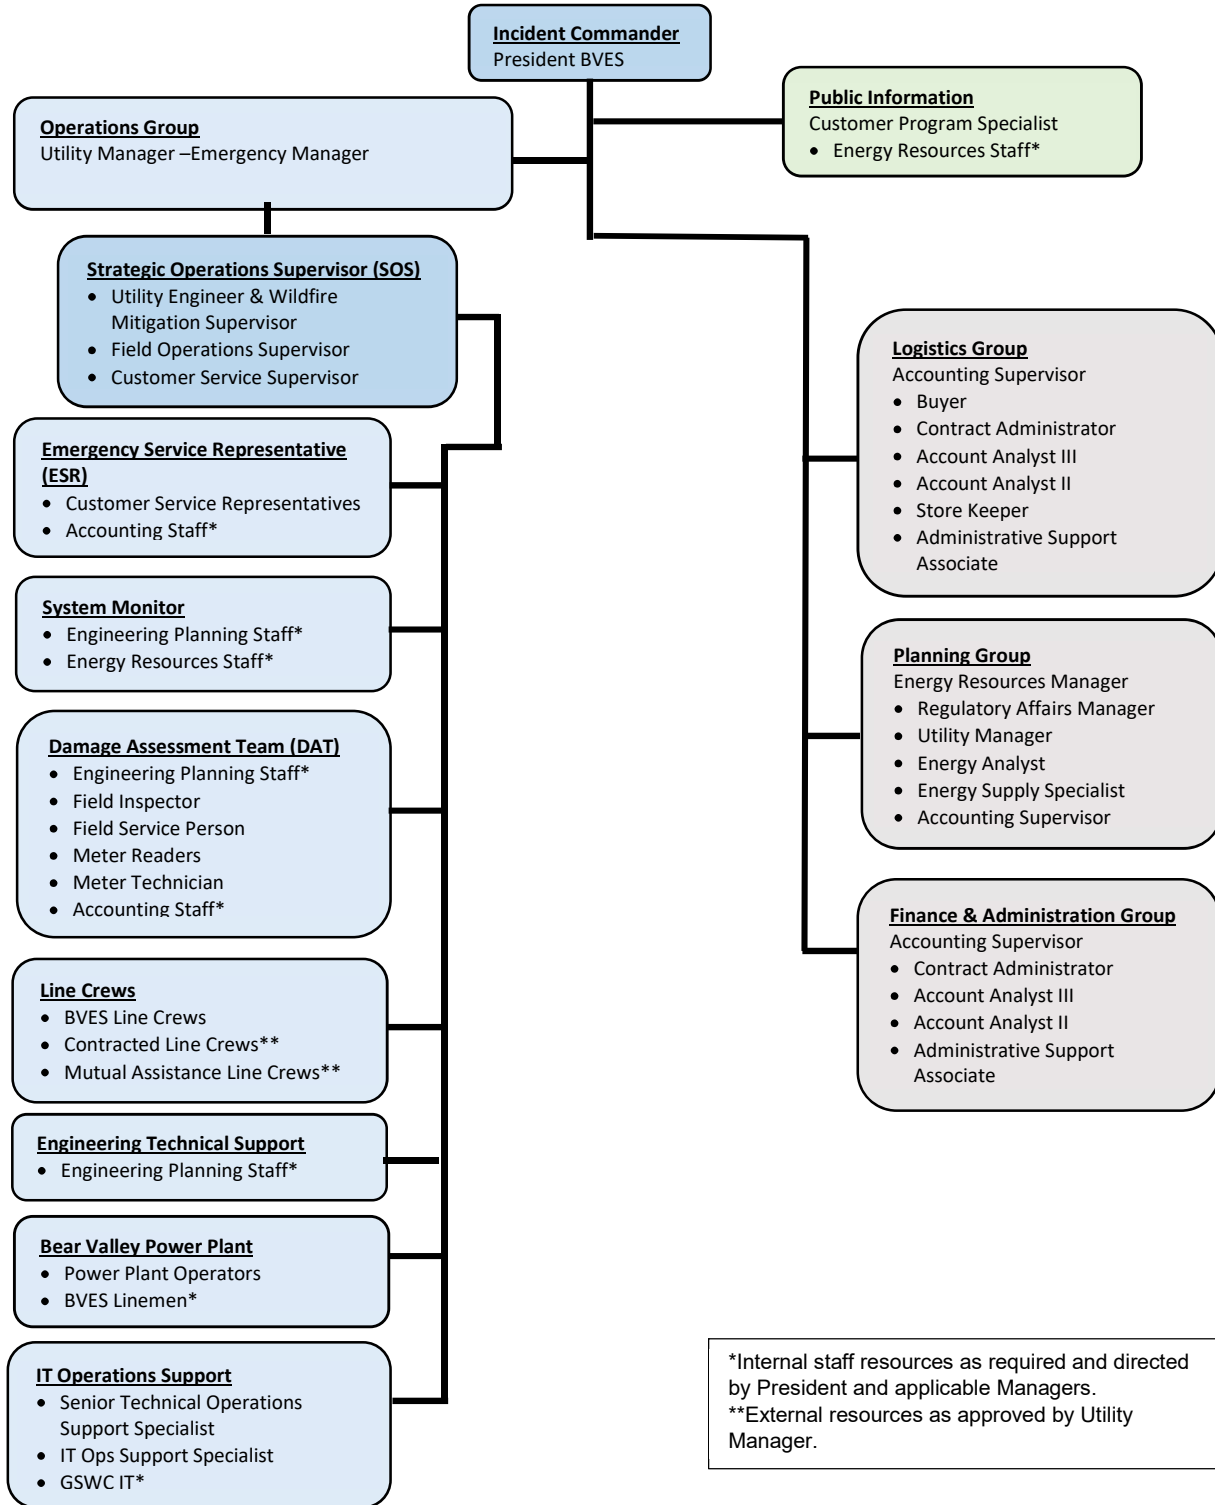 Incident Commander
President BVES
Public Information
Customer Program Specialist
• Energy Resources Staff*
Operations Group
Utility Manager –Emergency Manager
Strategic Operations Supervisor (SOS)
• Utility Engineer & Wildfire
Mitigation Supervisor
• Field Operations Supervisor
• Customer Service Supervisor
Emergency Service Representative
(ESR)
• Customer Service Representatives
• Accounting Staff*
System Monitor
• Engineering Planning Staff*
• Energy Resources Staff*
Damage Assessment Team (DAT)
• Engineering Planning Staff*
• Field Inspector
• Field Service Person
• Meter Readers
• Meter Technician
• Accounting Staff*
Line Crews
• BVES Line Crews
• Contracted Line Crews**
• Mutual Assistance Line Crews**
Engineering Technical Support
• Engineering Planning Staff*
Bear Valley Power Plant
• Power Plant Operators
• BVES Linemen*
IT Operations Support
• Senior Technical Operations
Support Specialist
• IT Ops Support Specialist
• GSWC IT*
Logistics Group
Accounting Supervisor
• Buyer
• Contract Administrator
• Account Analyst III
• Account Analyst II
• Store Keeper
• Administrative Support
Associate
Planning Group
Energy Resources Manager
• Regulatory Affairs Manager
• Utility Manager
• Energy Analyst
• Energy Supply Specialist
• Accounting Supervisor
Finance & Administration Group
Accounting Supervisor
• Contract Administrator
• Account Analyst III
• Account Analyst II
• Administrative Support
Associate
*Internal staff resources as required and directed
by President and applicable Managers.
**External resources as approved by Utility
Manager.